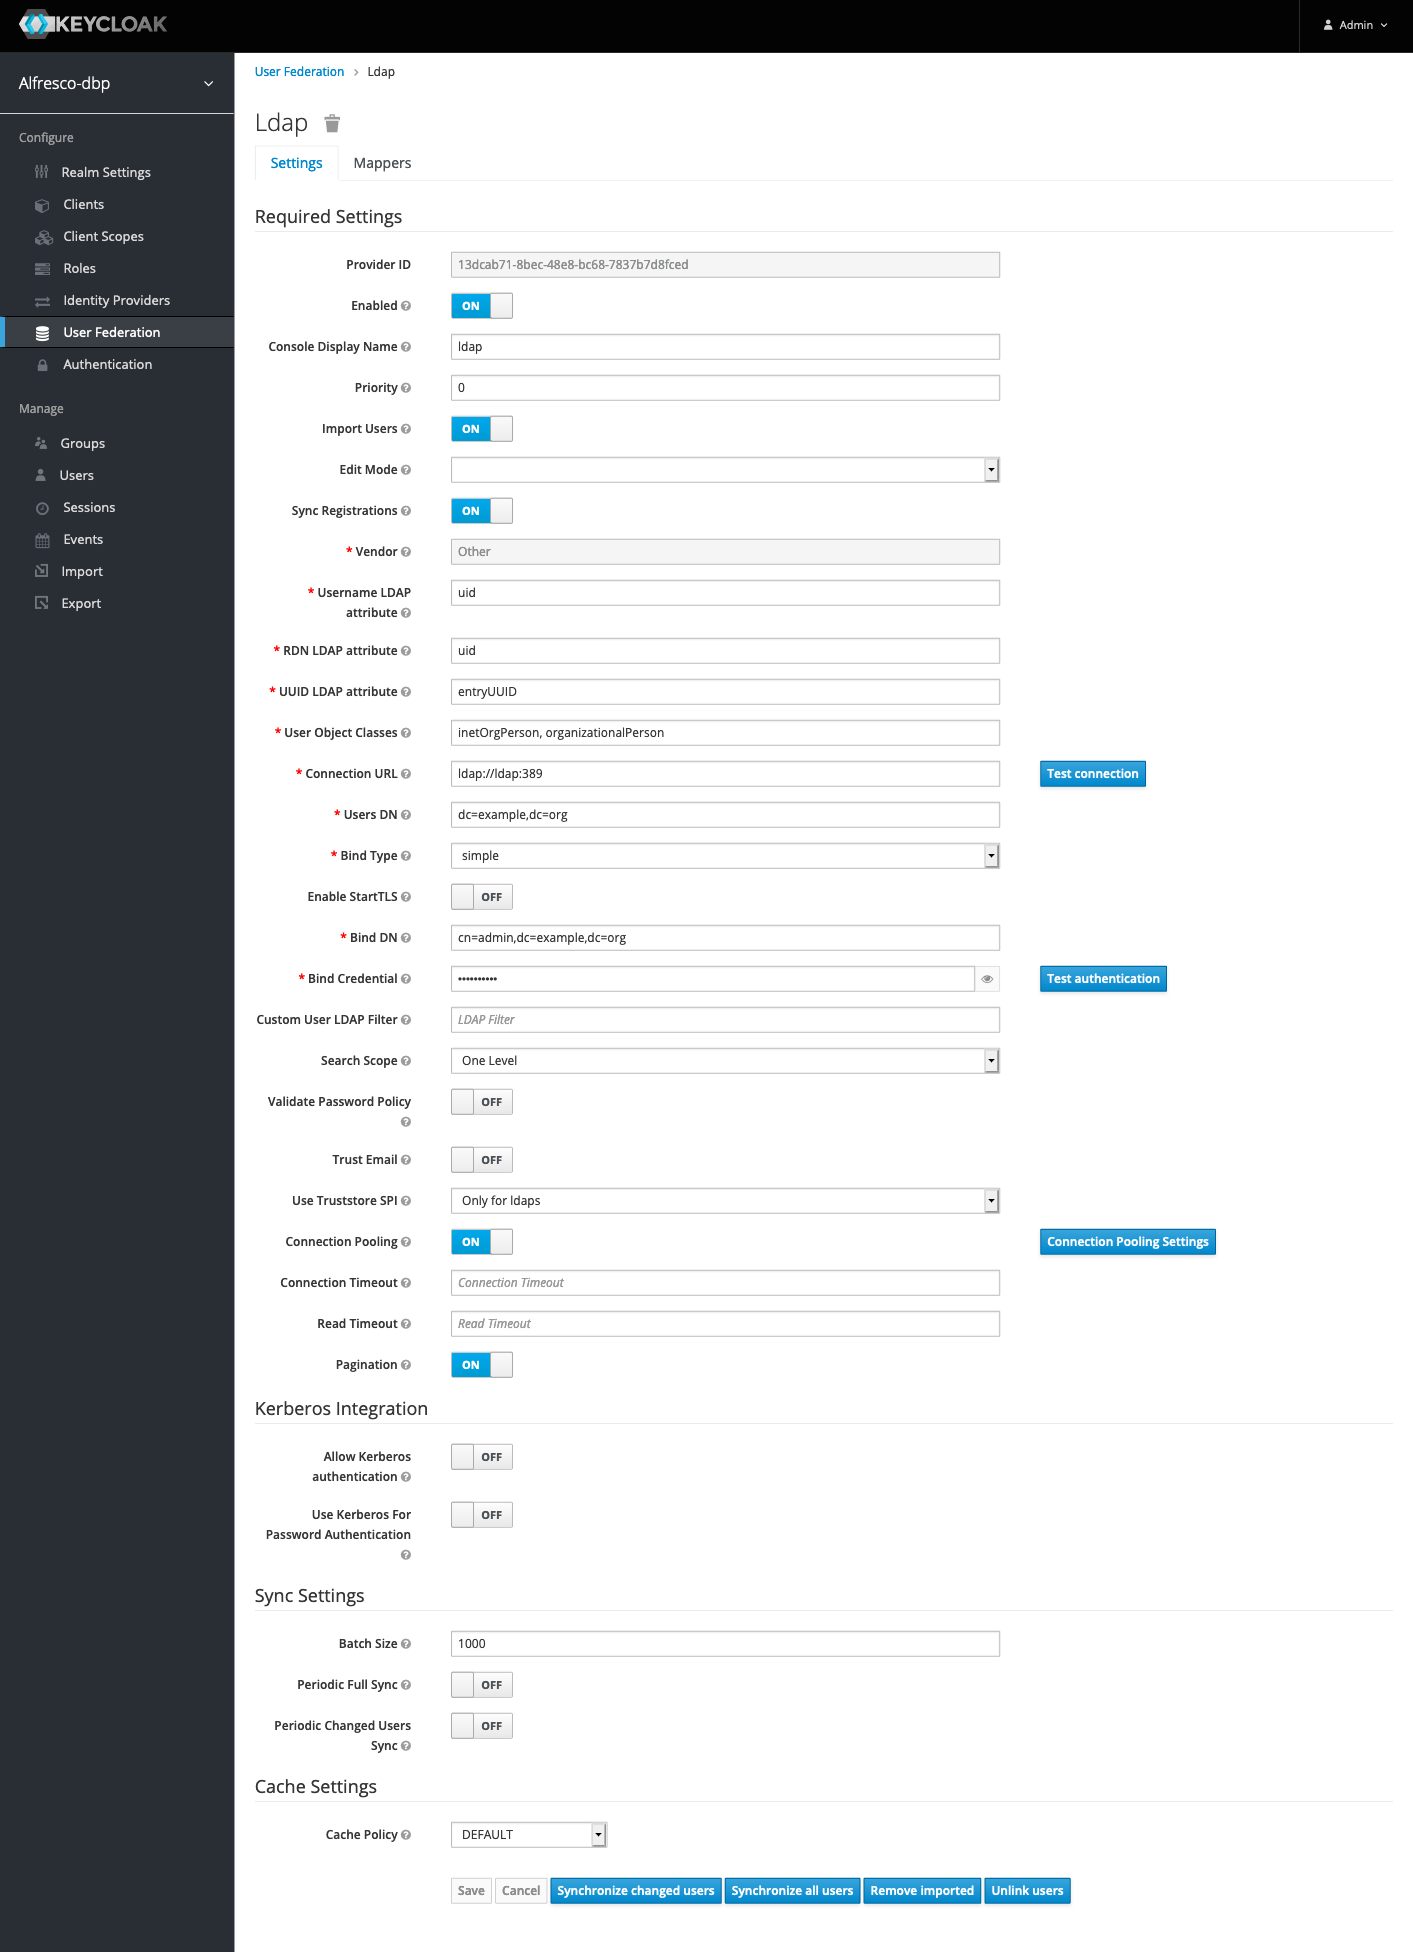 KEYCLOAK
Admin
Alfresco-dbp
Configure
Realm Settings
Clients
Client Scopes
Roles
Identity Providers
User Federation
Authentication
Manage
Groups
Users
Sessions
Events
Import
Export
User Federation > Ldap
Ldap
Settings Mappers
Required Settings
Provider ID 13dcab71-8bec-48e8-bc68-7837b7d8fced
Enabled ON
Console Display Name ldap
Priority 0
Import Users ON
Edit Mode
Sync Registrations ON
* Vendor Other
* Username LDAP
attribute uid
* RDN LDAP attribute uid
* UUID LDAP attribute entryUUID
* User Object Classes inetOrgPerson, organizationalPerson
* Connection URL ldap://ldap:389 Test connection
* Users DN dc=example,dc=org
* Bind Type simple
Enable StartTLS OFF
* Bind DN cn=admin,dc=example,dc=org
* Bind Credential •••••••••• Test authentication
Custom User LDAP Filter LDAP Filter
Search Scope One Level
Validate Password Policy OFF
Trust Email OFF
Use Truststore SPI Only for ldaps
Connection Pooling ON Connection Pooling Settings
Connection Timeout Connection Timeout
Read Timeout Read Timeout
Pagination ON
Kerberos Integration
Allow Kerberos
authentication OFF
Use Kerberos For
Password Authentication OFF
Sync Settings
Batch Size 1000
Periodic Full Sync OFF
Periodic Changed Users
Sync OFF
Cache Settings
Cache Policy DEFAULT
Save Cancel Synchronize changed users Synchronize all users Remove imported Unlink users